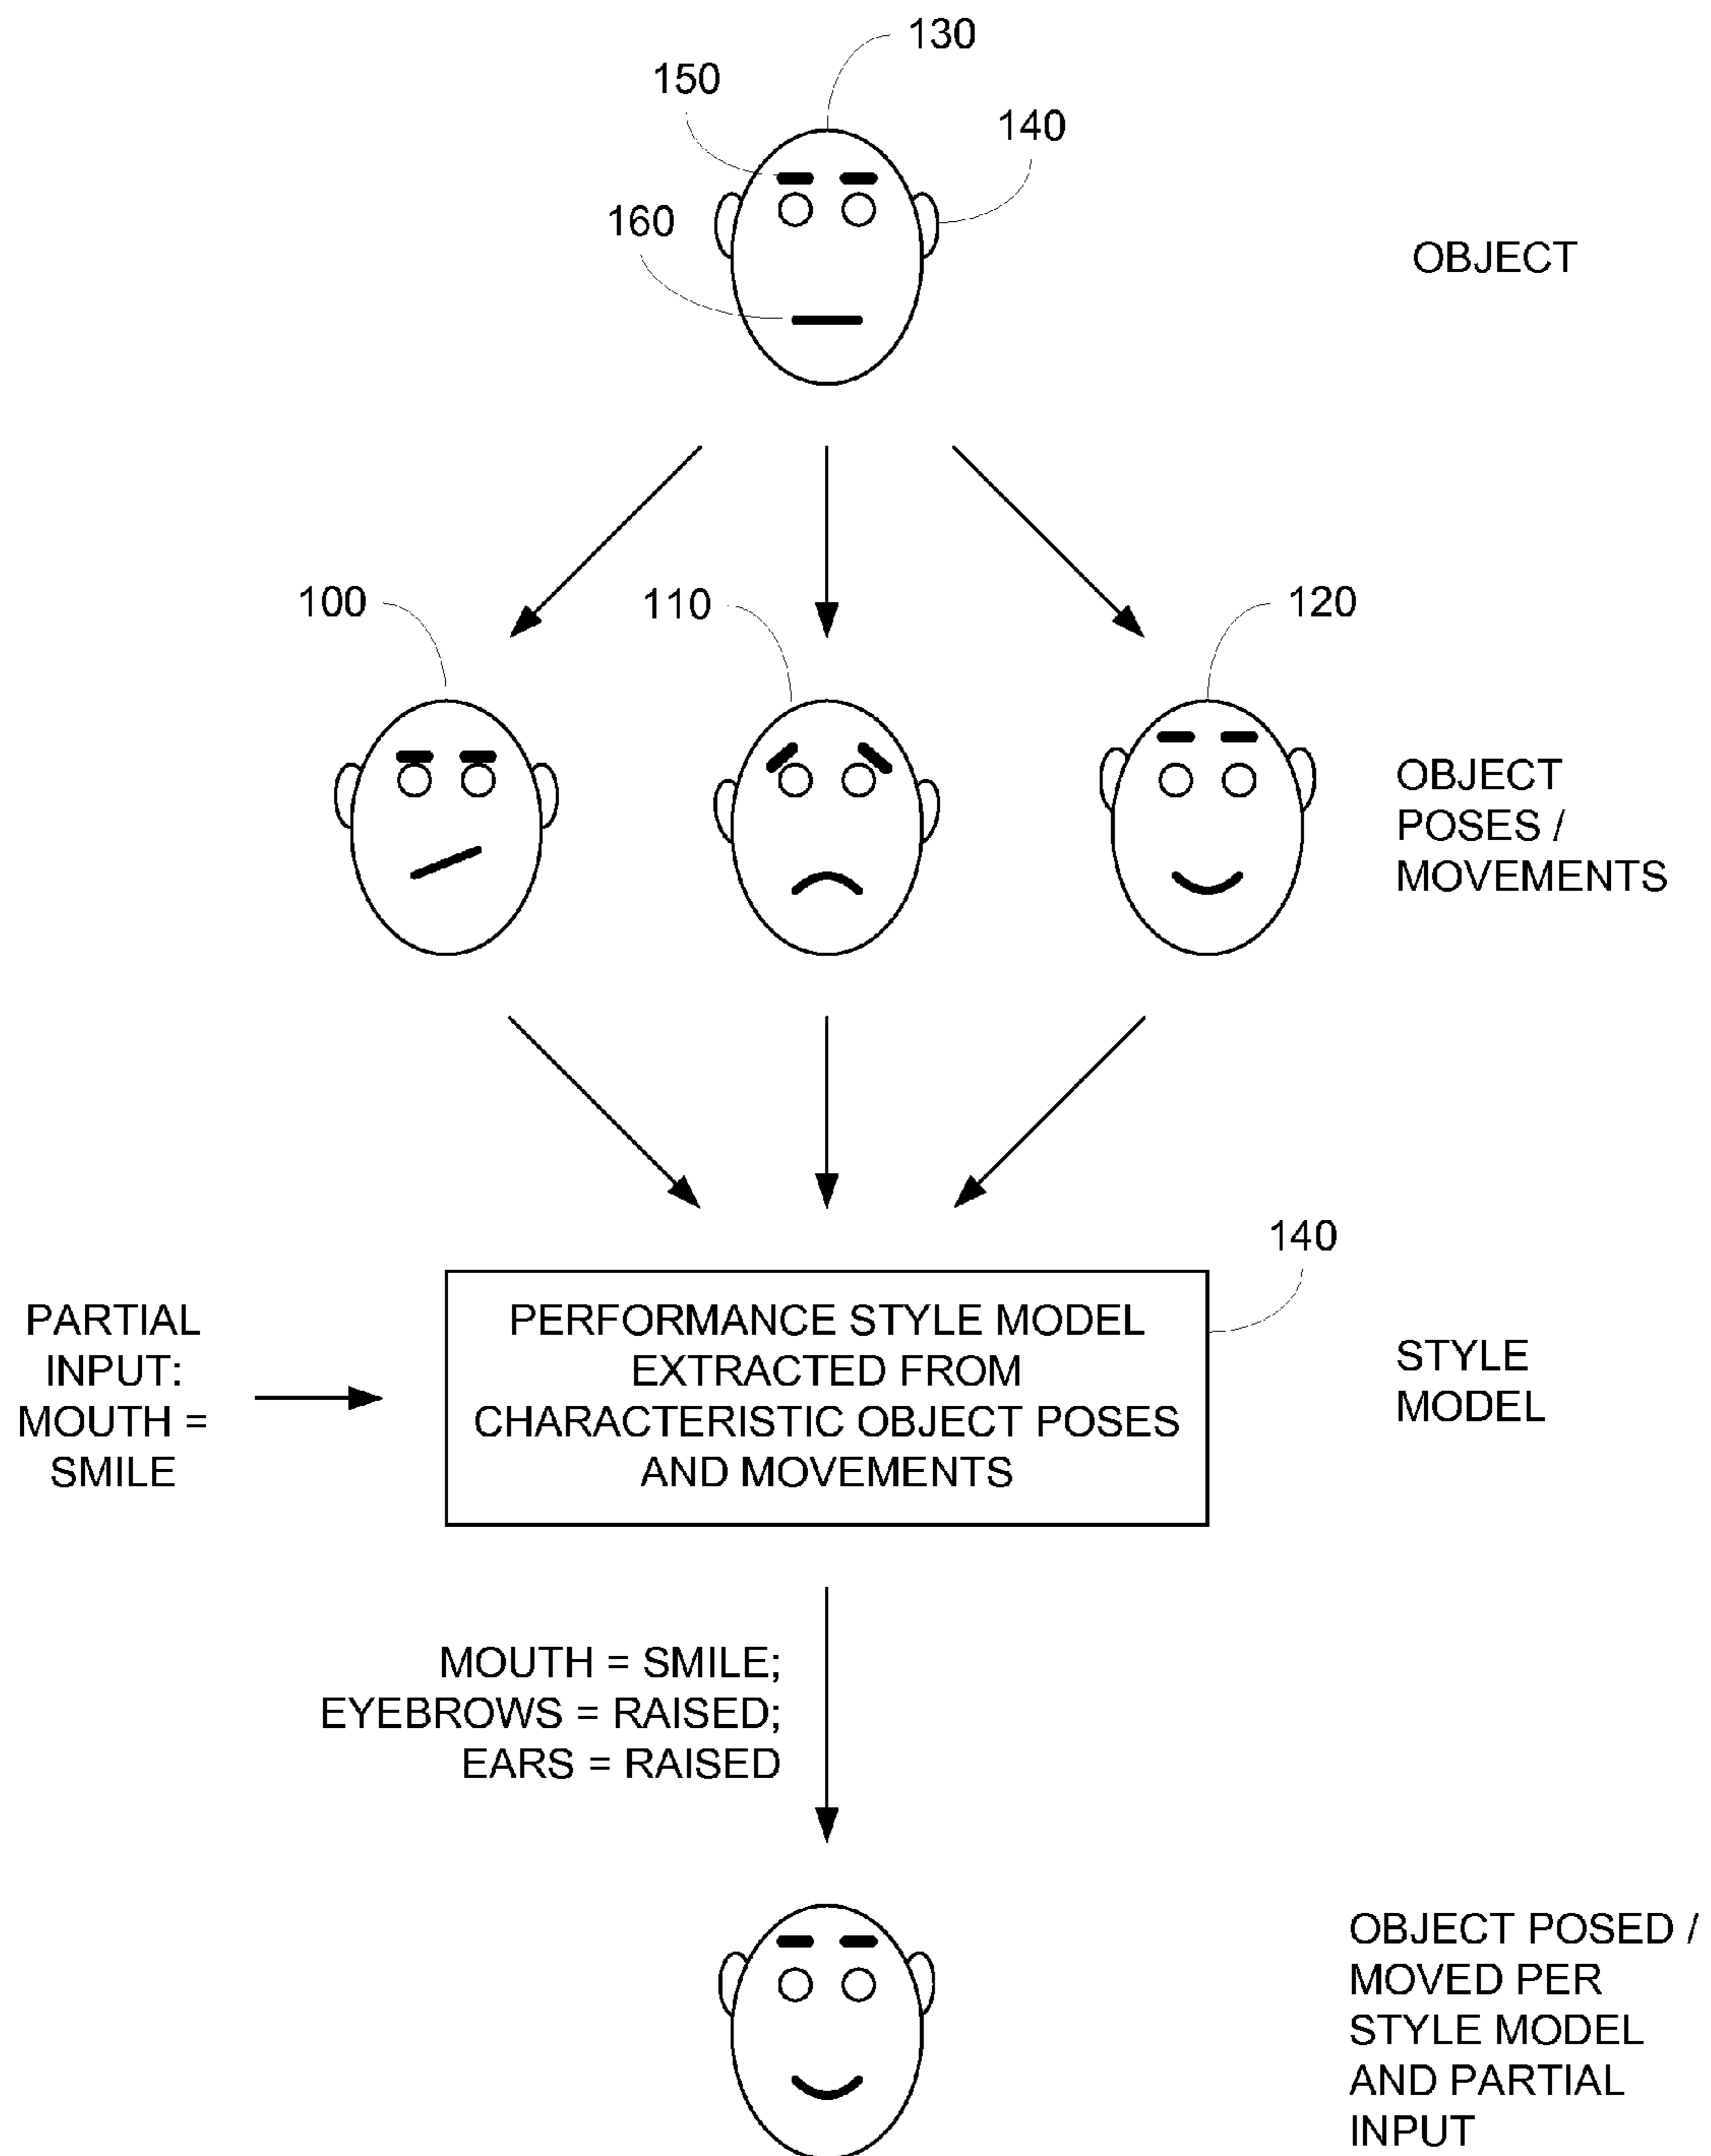 130
150
140
160
OBJECT
100
110
120
OBJECT
POSES /
MOVEMENTS
140
PARTIAL
INPUT:
MOUTH =
SMILE
PERFORMANCE STYLE MODEL
EXTRACTED FROM
CHARACTERISTIC OBJECT POSES
AND MOVEMENTS
STYLE
MODEL
MOUTH = SMILE;
EYEBROWS = RAISED;
EARS = RAISED
OBJECT POSED /
MOVED PER
STYLE MODEL
AND PARTIAL
INPUT